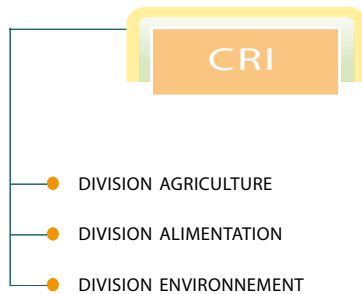 CRI
DIVISION AGRICULTURE
DIVISION ALIMENTATION
DIVISION ENVIRONNEMENT